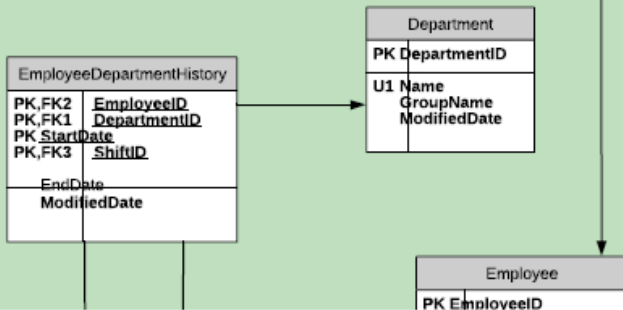 Department
PK DepartmentID
U1 Name
GroupName
ModifiedDate
EmployeeDepartmentHistory
PK,FK2 EmployeeID
PK,FK1 DepartmentID
PK StartDate
PK,FK3 ShiftID
EndDate
ModifiedDate
Employee
PK EmployeeID